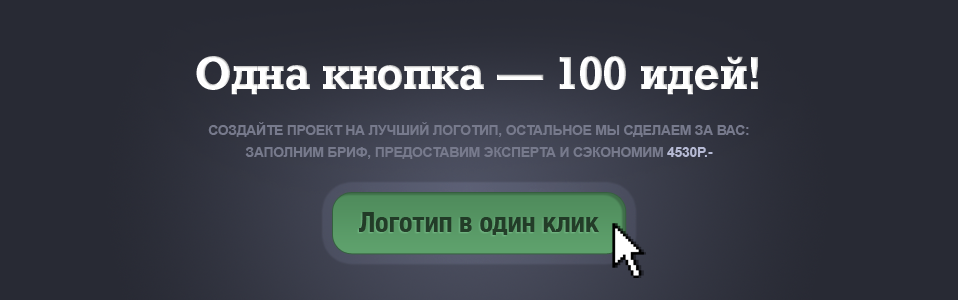 Одна кнопка — 100 идей!
СОЗДАЙТЕ ПРОЕКТ НА ЛУЧШИЙ ЛОГОТИП, ОСТАЛЬНОЕ МЫ СДЕЛАЕМ ЗА ВАС:
ЗАПОЛНИМ БРИФ, ПРЕДОСТАВИМ ЭКСПЕРТА И СЭКОНОМИМ 4530Р.-
Логотип в один клик